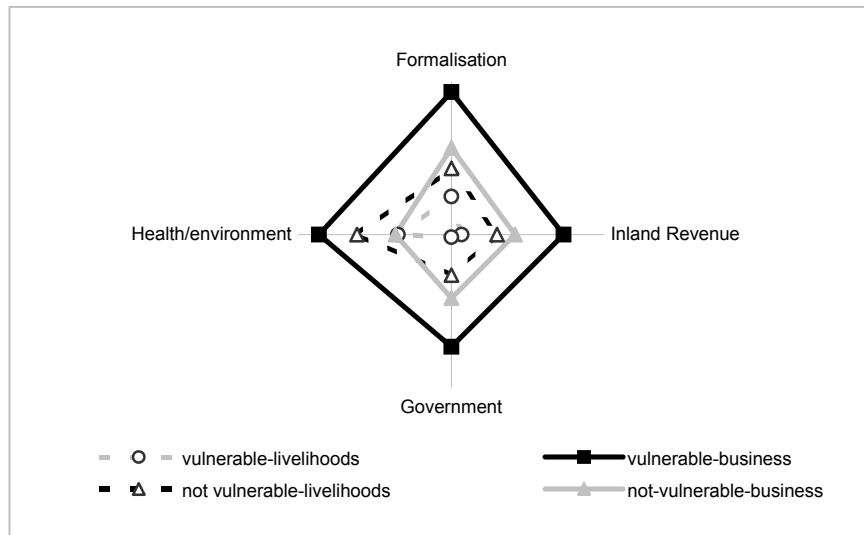 Formalisation
Health/environment
Inland Revenue
Government
vulnerable-livelihoods
vulnerable-business
not vulnerable-livelihoods
not-vulnerable-business